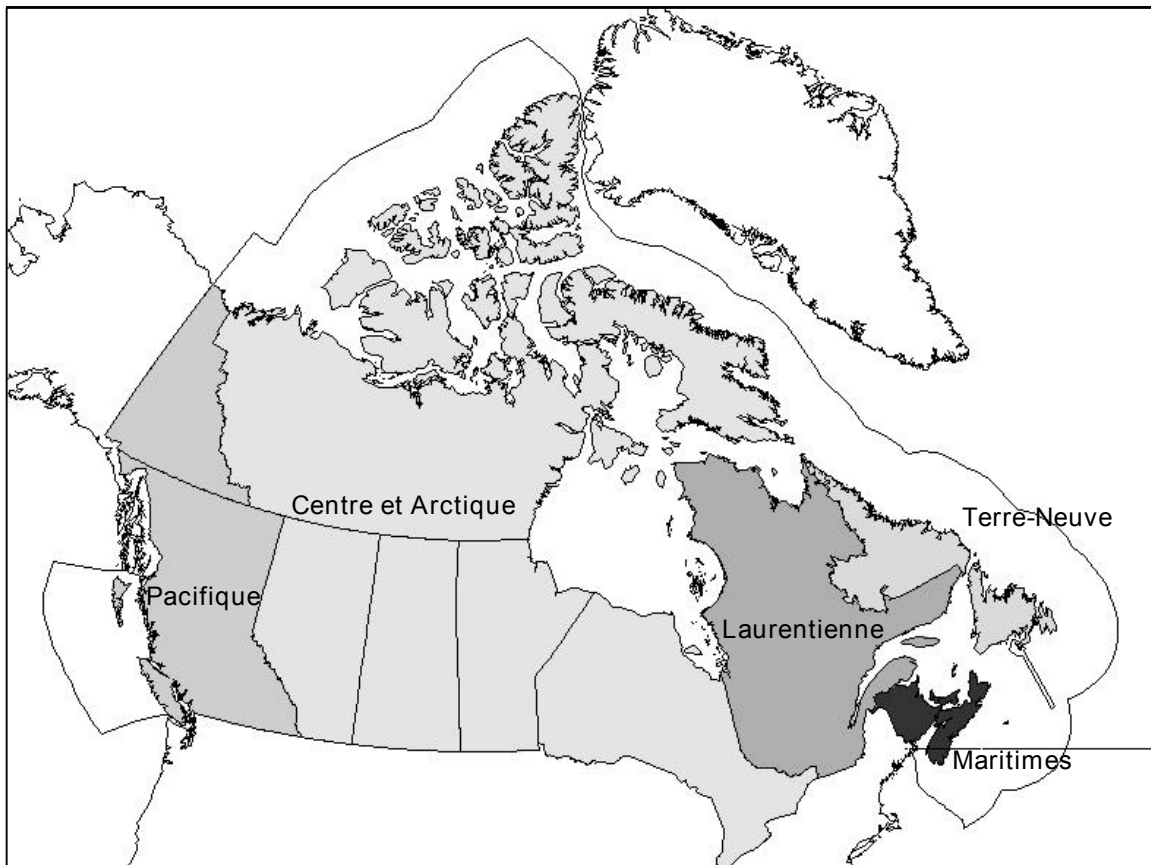 Centre et Arctique
Terre-Neuve
Pacifique
Laurentienne
Maritimes